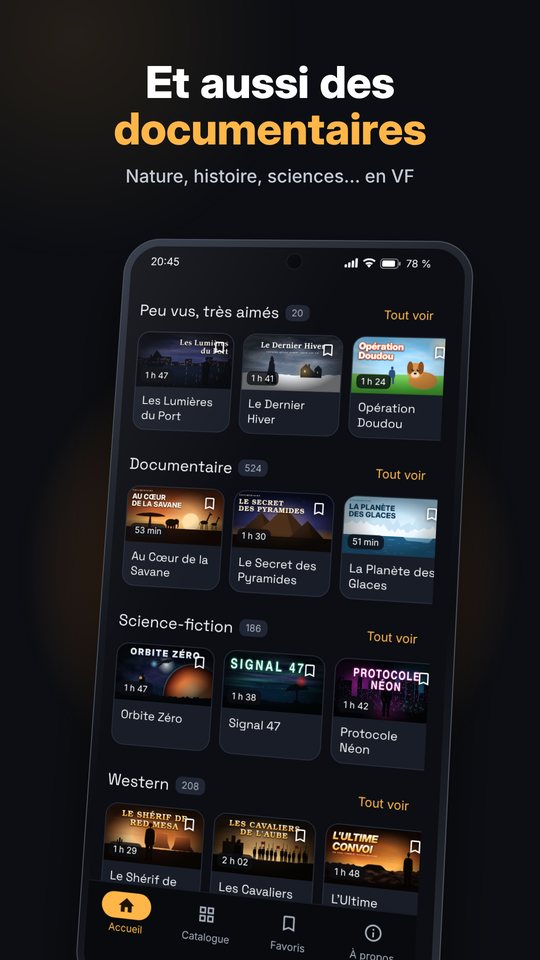 Et aussi des
documentaires
Nature, histoire, sciences... en VF
20:45
78 %
Peu vus, très aimés 20 Tout voir
Les Lumières
du Port
1 h 47
Les Lumières
du Port
Le Dernier Hiver
1 h 41
Le Dernier
Hiver
Opération
Doudou
1 h 24
Opération
Doudou
Documentaire 524 Tout voir
AU CŒUR
DE LA SAVANE
53 min
Au Cœur de la
Savane
LE SECRET
DES PYRAMIDES
1 h 30
Le Secret des
Pyramides
LA PLANÈTE
DES GLACES
51 min
La Planète des
Glaces
Science-fiction 186 Tout voir
ORBITE ZÉRO
1 h 47
Orbite Zéro
SIGNAL 47
1 h 38
Signal 47
PROTOCOLE
NÉON
1 h 42
Protocole
Néon
Western 208 Tout voir
LE SHÉRIF DE
RED MESA
1 h 29
Le Shérif de
LES CAVALIERS
DE L'AUBE
2 h 02
Les Cavaliers
L'ULTIME
CONVOI
1 h 48
L'Ultime
Accueil
Catalogue
Favoris
À propos